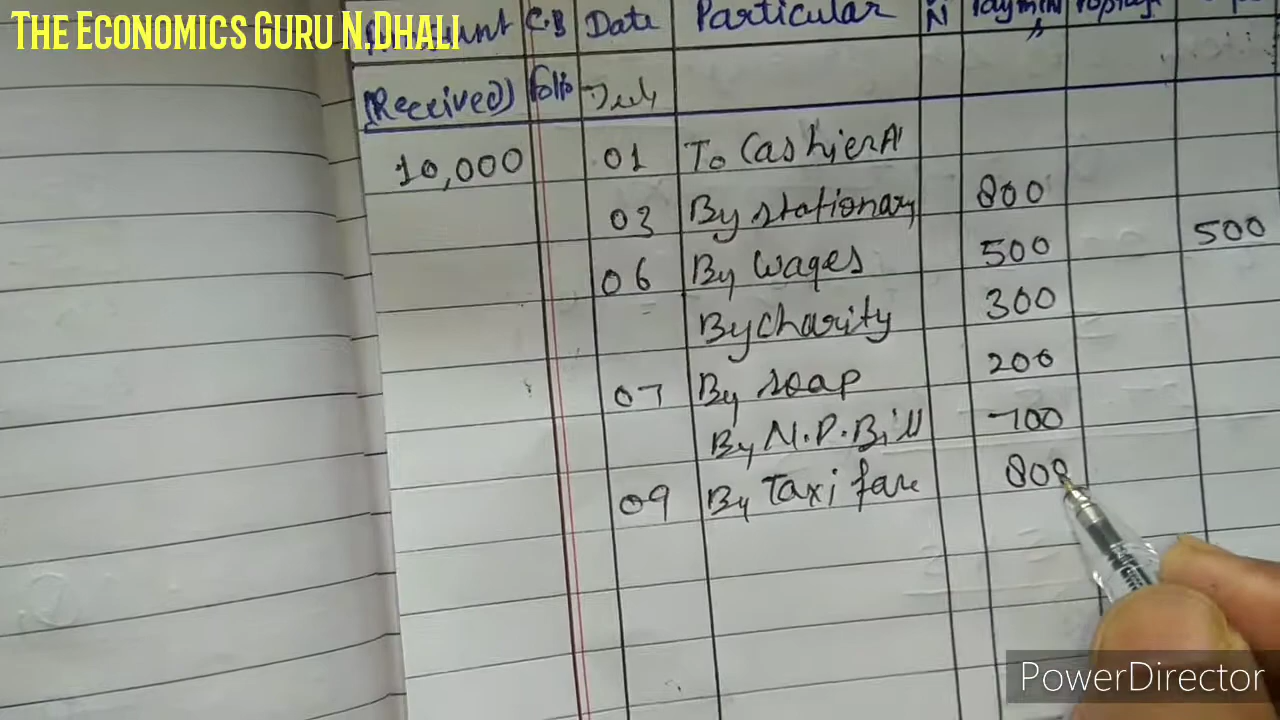 THE ECONOMICS GURU N.DHALI
C.B Date Particular
(Received) folio July
10,000 01 To Cashier A/
03 By stationary 800
06 By wages 500 500
By charity 300
07 By soap 200
By N.P.Bill 700
09 By Taxi fare 800
PowerDirector